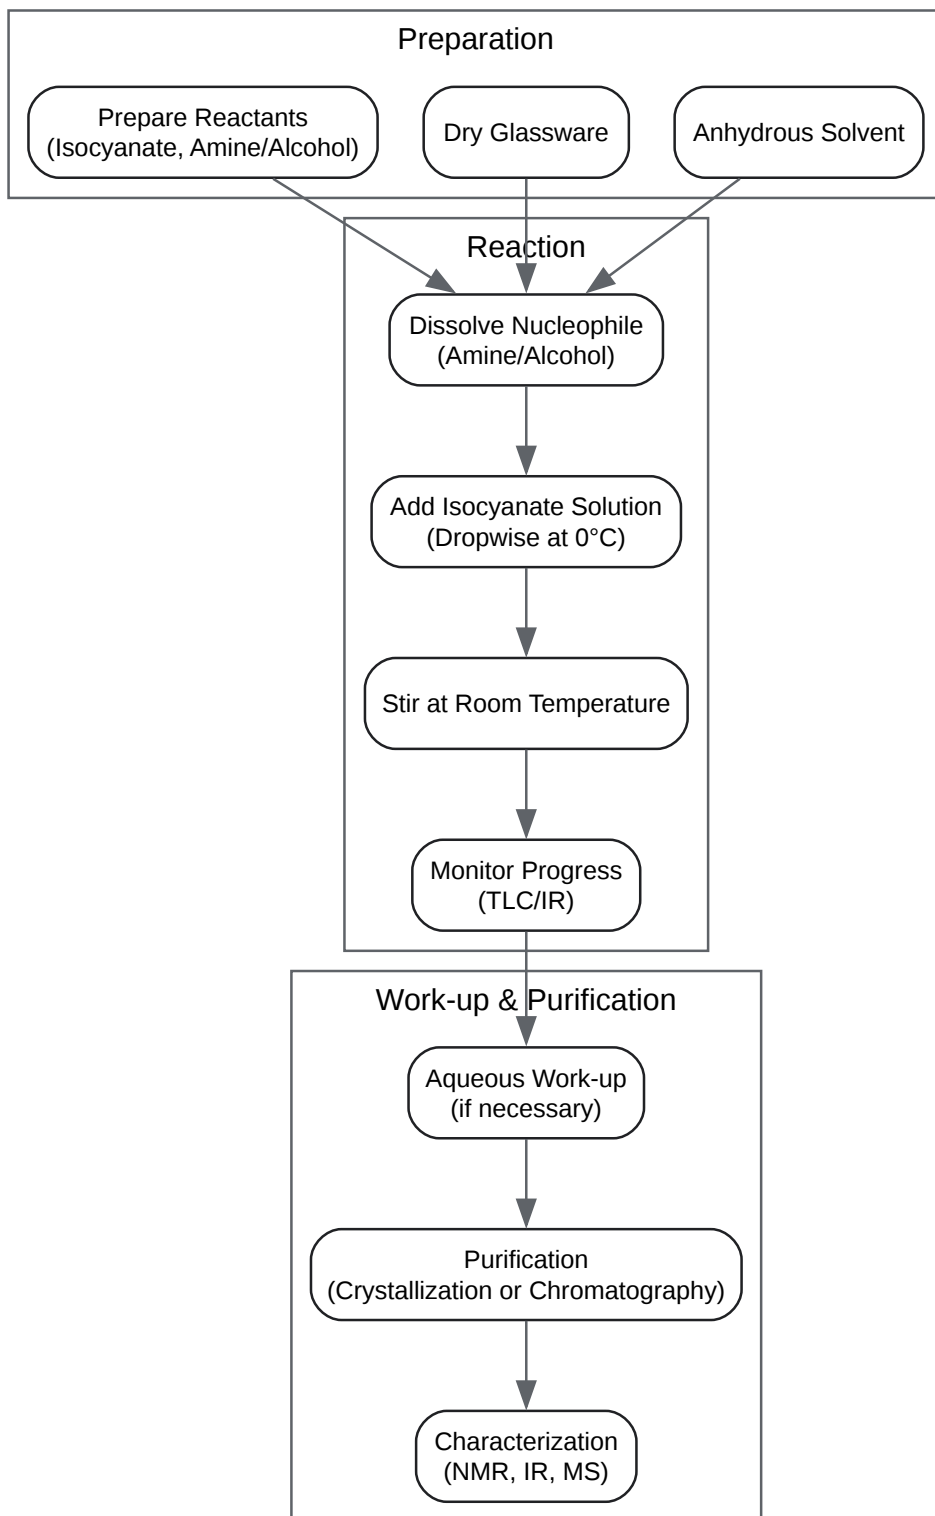 Preparation
Prepare Reactants
(Isocyanate, Amine/Alcohol)
Dry Glassware
Anhydrous Solvent
Reaction
Dissolve Nucleophile
(Amine/Alcohol)
Add Isocyanate Solution
(Dropwise at 0°C)
Stir at Room Temperature
Monitor Progress
(TLC/IR)
Work-up & Purification
Aqueous Work-up
(if necessary)
Purification
(Crystallization or Chromatography)
Characterization
(NMR, IR, MS)